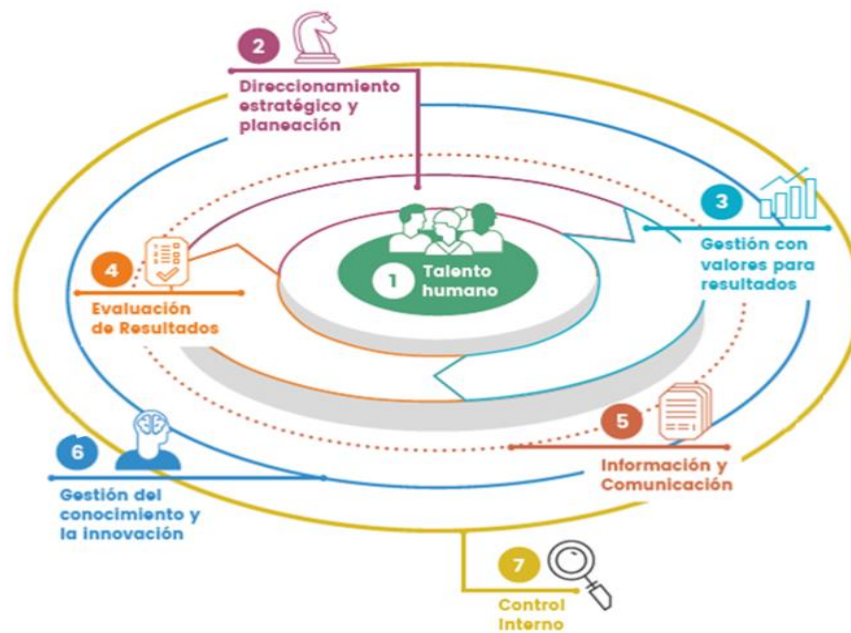 2
Direccionamiento
estratégico y
planeación
3
Gestión con
valores para
resultados
1
Talento
humano
4
Evaluación
de Resultados
5
Información y
Comunicación
6
Gestión del
conocimiento y
la innovación
7
Control
Interno